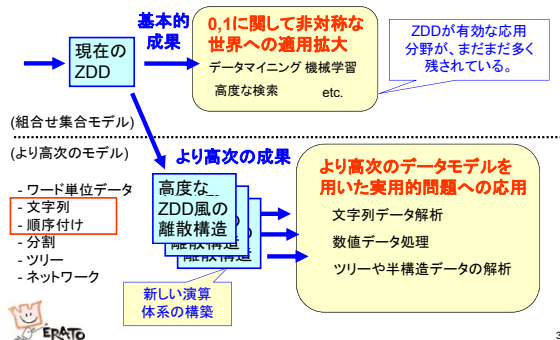 基本的
成果
0,1に関して非対称な
世界への適用拡大
データマイニング 機械学習
高度な検索 etc.
ZDDが有効な応用
分野が、まだまだ多く
残されている。
現在の
ZDD
(組合せ集合モデル)
(より高次のモデル)
- ワード単位データ
- 文字列
- 順序付け
- 分割
- ツリー
- ネットワーク
より高次の成果
高度な
ZDD風の
離散構造
の
離散構造
離散構造
新しい演算
体系の構築
より高次のデータモデルを
用いた実用的問題への応用
文字列データ解析
数値データ処理
ツリーや半構造データの解析
ERATO
3